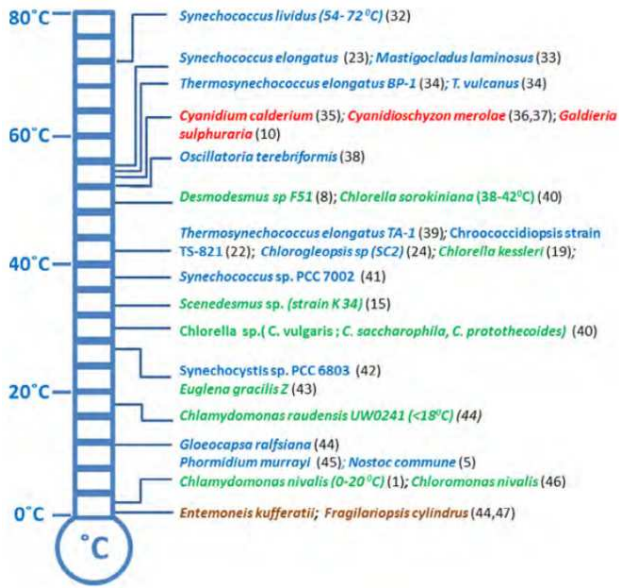 80°C
Synechococcus lividus (54- 72 ⁰C) (32)
Synechococcus elongatus (23); Mastigocladus laminosus (33)
Thermosynechococcus elongatus BP-1 (34); T. vulcanus (34)
Cyanidium calderium (35); Cyanidioschyzon merolae (36,37); Galdieria
sulphuraria (10)
60°C
Oscillatoria terebriformis (38)
Desmodesmus sp F51 (8); Chlorella sorokiniana (38-42⁰C) (40)
Thermosynechococcus elongatus TA-1 (39); Chroococcidiopsis strain
TS-821 (22); Chlorogleopsis sp (SC2) (24); Chlorella kessleri (19);
40°C
Synechococcus sp. PCC 7002 (41)
Scenedesmus sp. (strain K 34) (15)
Chlorella sp.( C. vulgaris ; C. saccharophila, C. protothecoides) (40)
Synechocystis sp. PCC 6803 (42)
20°C
Euglena gracilis Z (43)
Chlamydomonas raudensis UW0241 (<18⁰C) (44)
Gloeocapsa ralfsiana (44)
Phormidium murrayi (45); Nostoc commune (5)
Chlamydomonas nivalis (0-20 ⁰C) (1); Chloromonas nivalis (46)
0°C
Entemoneis kufferatii; Fragilariopsis cylindrus (44,47)
°C